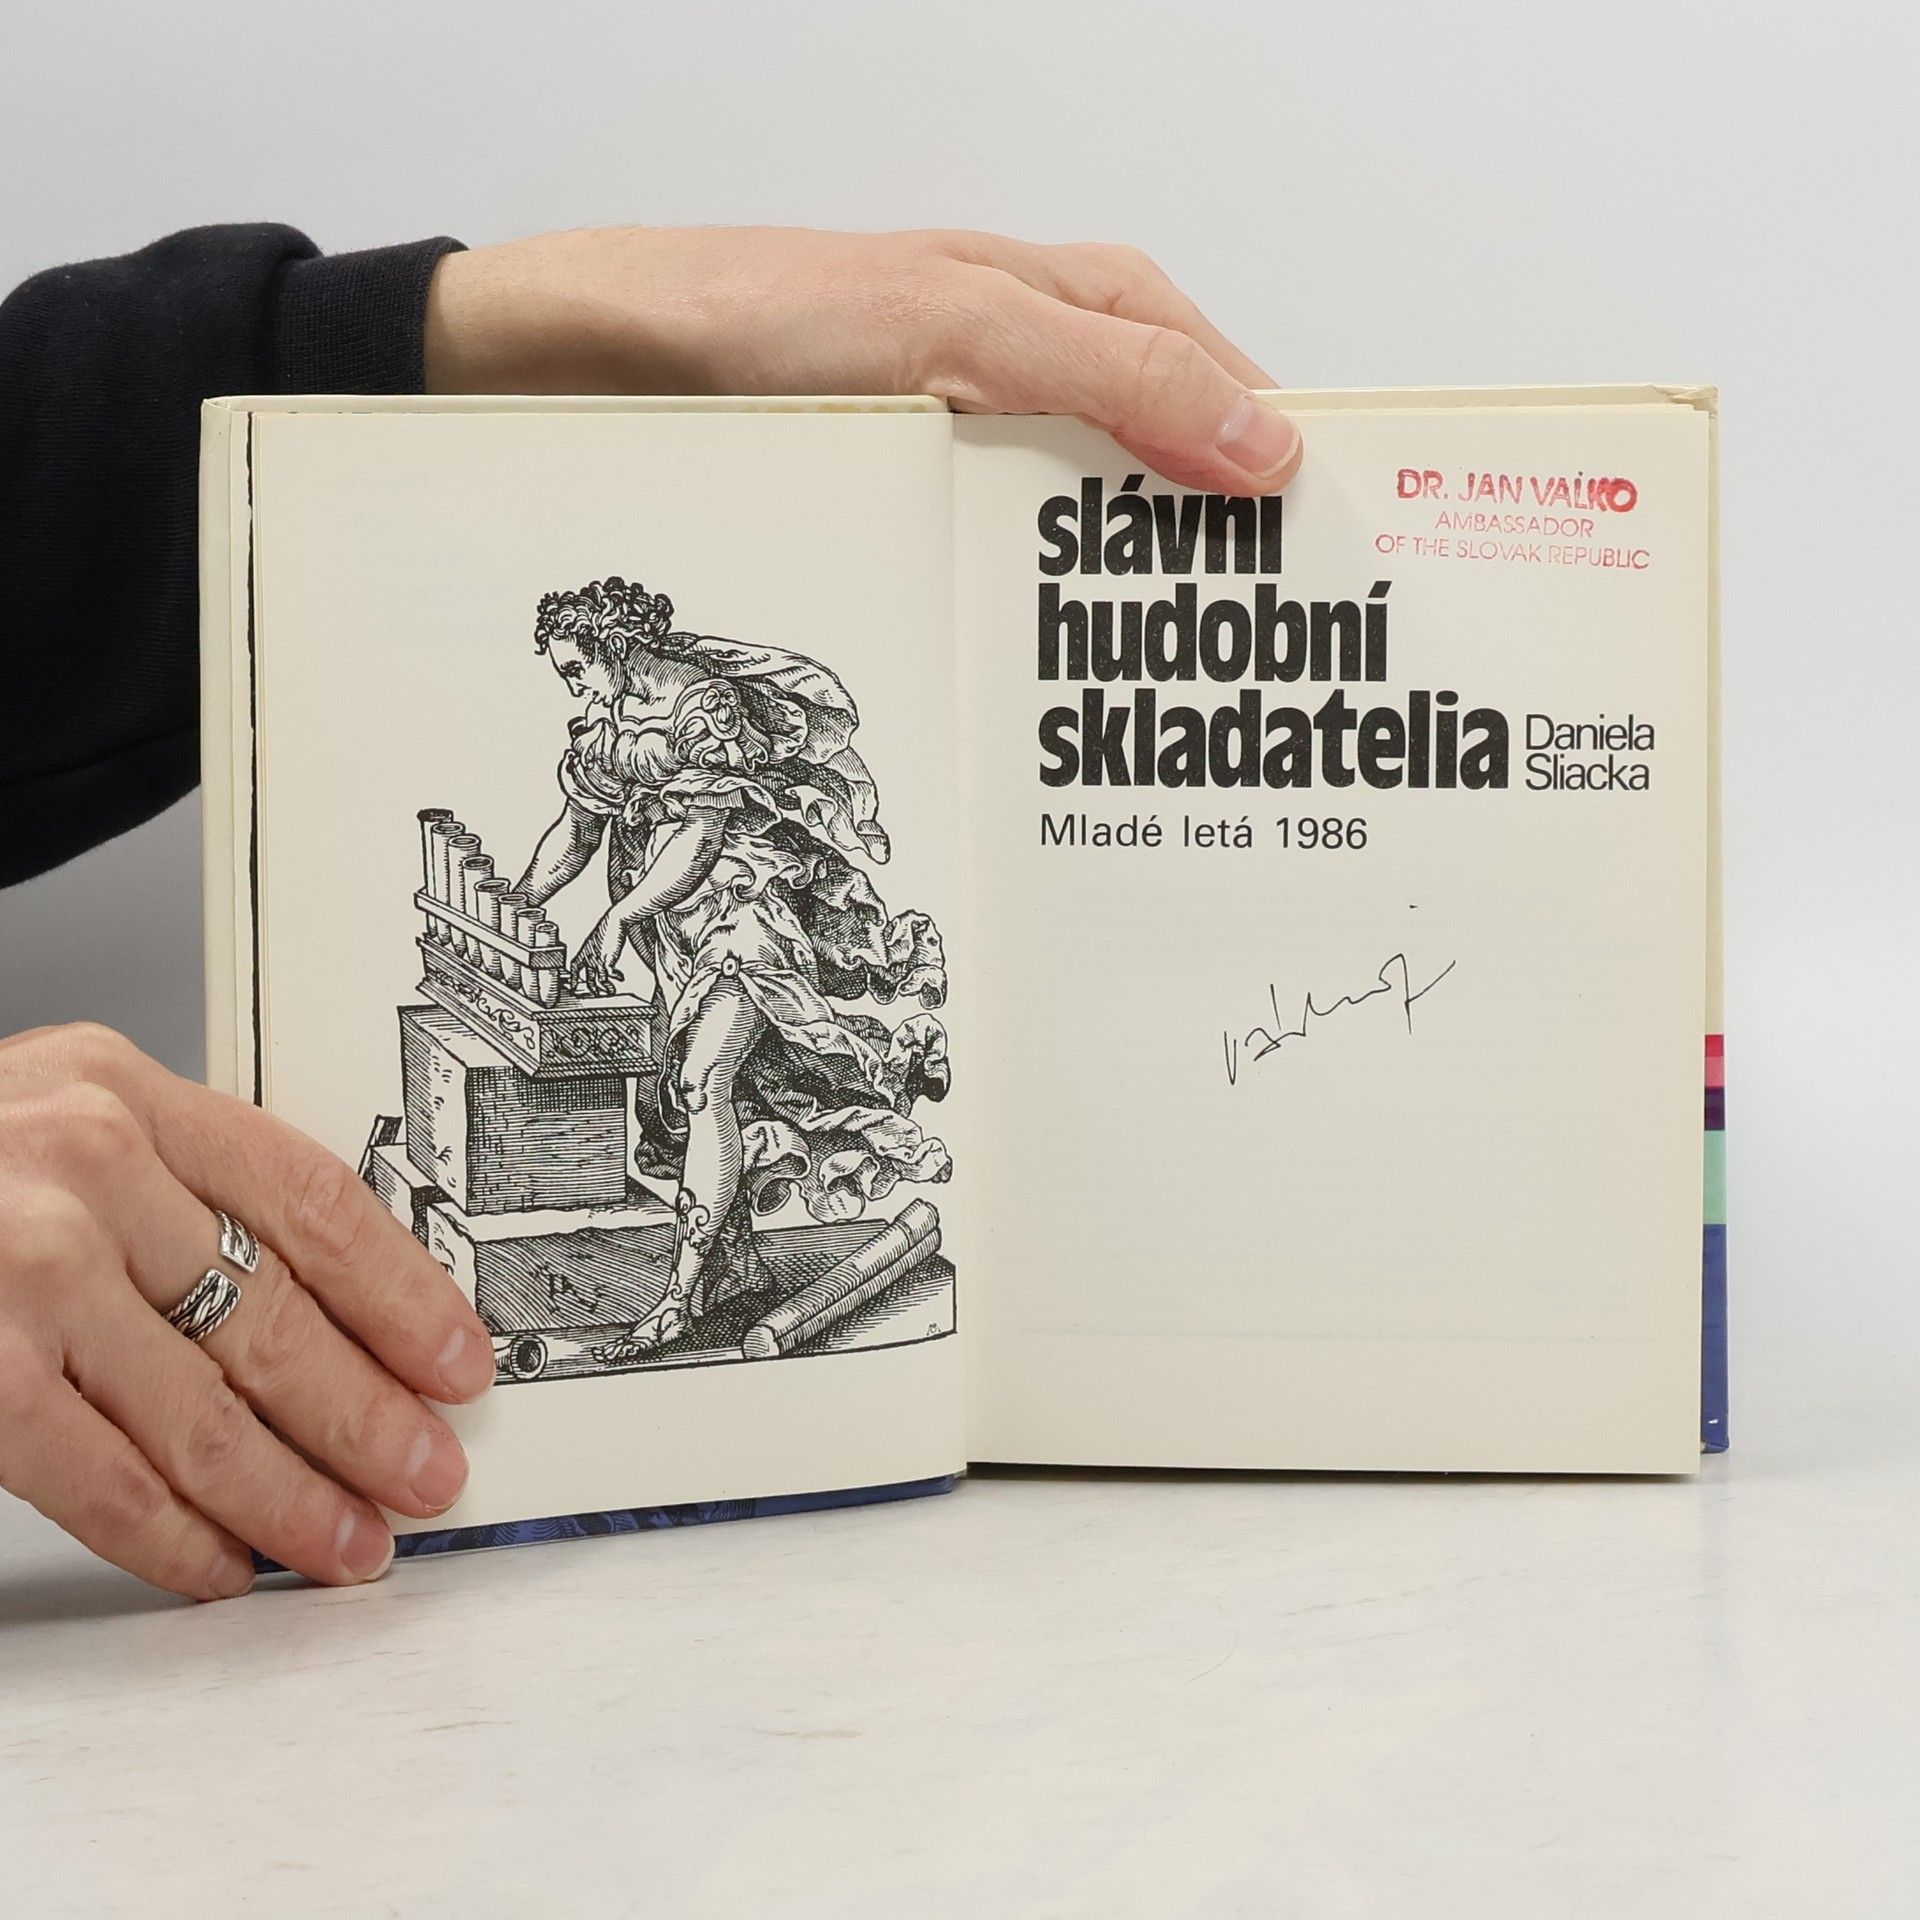 slávni
hudobní
skladatelia
Daniela
Sliacka
Mladé letá 1986
DR. JAN VALKO
AMBASSADOR
OF THE SLOVAK REPUBLIC